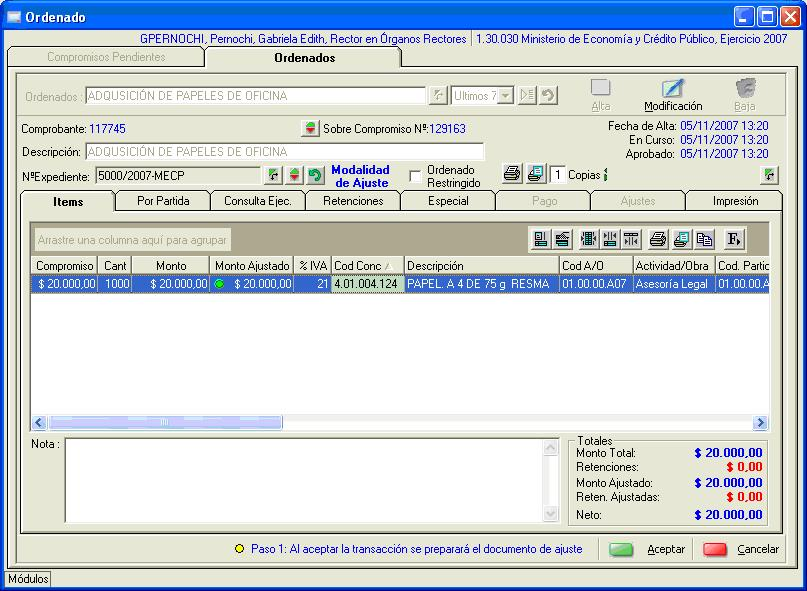 Ordenado
GPERNOCHI, Pernochi, Gabriela Edith, Rector en Órganos Rectores 1.30.030 Ministerio de Economía y Crédito Público, Ejercicio 2007
Compromisos Pendientes Ordenados
Ordenados : ADQUSICIÓN DE PAPELES DE OFICINA Ultimos 7 Alta Modificación Baja
Comprobante: 117745 Sobre Compromiso Nº: 129163 Fecha de Alta: 05/11/2007 13:20
En Curso: 05/11/2007 13:20
Descripción: ADQUSICIÓN DE PAPELES DE OFICINA Aprobado: 05/11/2007 13:20
NºExpediente: 5000/2007-MECP Modalidad de Ajuste Ordenado Restringido 1 Copias
Items Por Partida Consulta Ejec. Retenciones Especial Pago Ajustes Impresión
Arrastre una columna aquí para agrupar
Compromiso Cant Monto Monto Ajustado % IVA Cod Conc Descripción Cod A/O Actividad/Obra Cod. Partic
$ 20.000,00 1000 $ 20.000,00 $ 20.000,00 21 4.01.004.124 PAPEL. A 4 DE 75 g RESMA 01.00.00.A07 Asesoría Legal 01.00.00.A
Nota :
Totales
Monto Total: $ 20.000,00
Retenciones: $ 0,00
Monto Ajustado: $ 20.000,00
Reten. Ajustadas: $ 0,00
Neto: $ 20.000,00
Paso 1: Al aceptar la transacción se preparará el documento de ajuste Aceptar Cancelar
Módulos